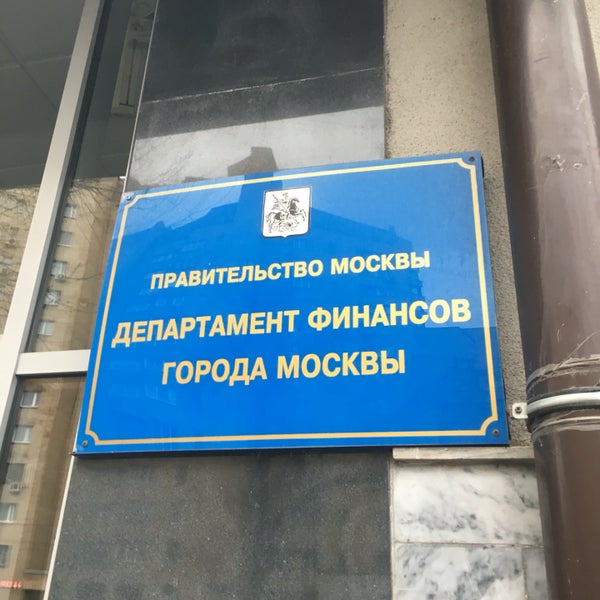 ПРАВИТЕЛЬСТВО МОСКВЫ
ДЕПАРТАМЕНТ ФИНАНСОВ
ГОРОДА МОСКВЫ